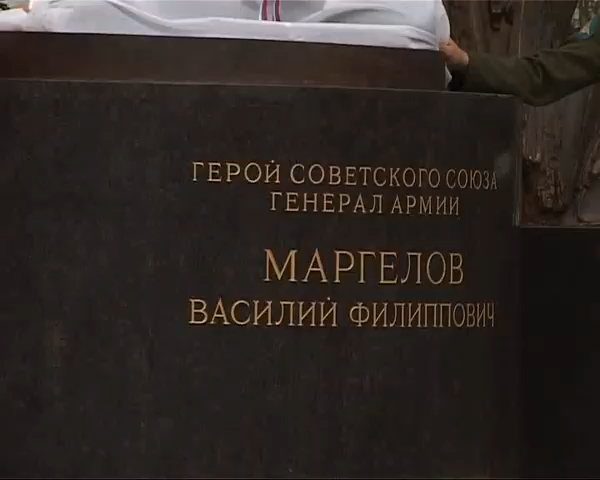 ГЕРОЙ СОВЕТСКОГО СОЮЗА
ГЕНЕРАЛ АРМИИ
МАРГЕЛОВ
ВАСИЛИЙ ФИЛИППОВИЧ